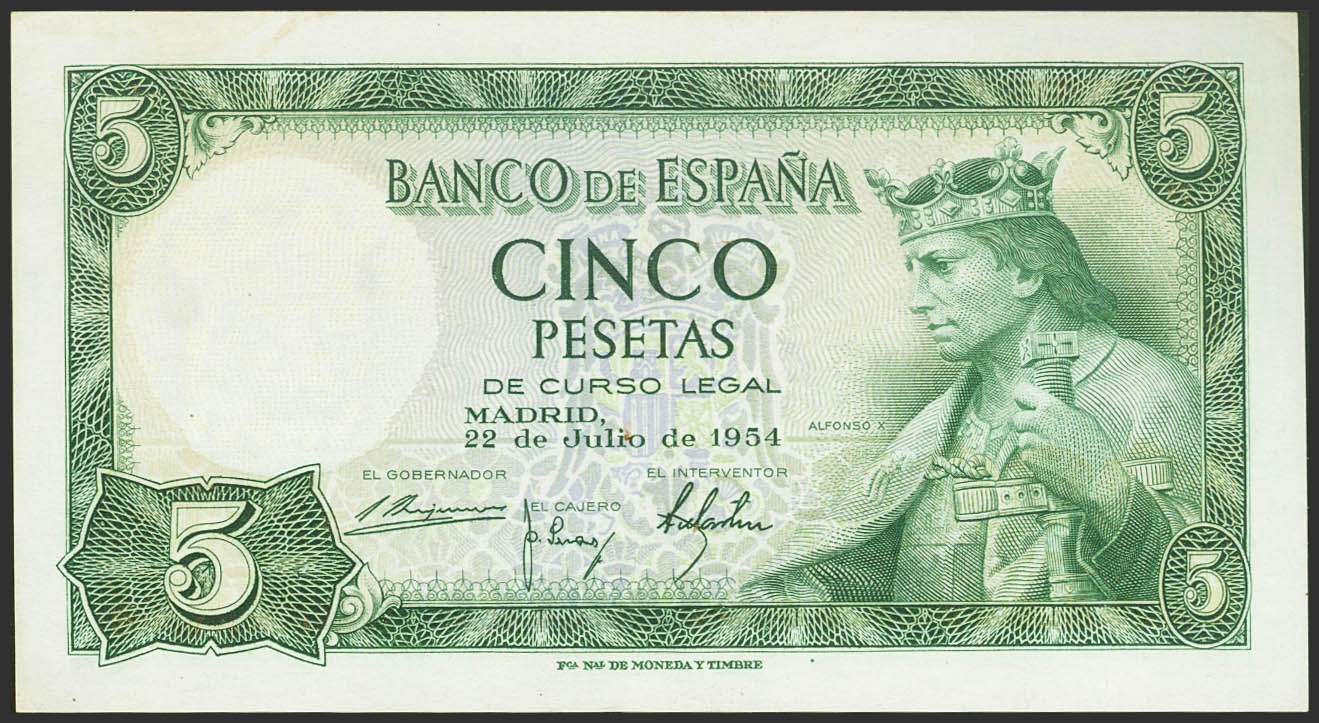 5
5
BANCO DE ESPAÑA
CINCO
PESETAS
DE CURSO LEGAL
MADRID,
22 de Julio de 1954
ALFONSO X
EL GOBERNADOR
EL INTERVENTOR
EL CAJERO
5
5
FCA NAL DE MONEDA Y TIMBRE